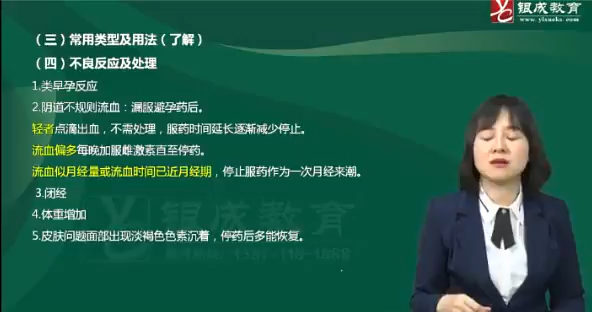 银成教育
www.yixueks.com
（三）常用类型及用法（了解）
（四）不良反应及处理
1.类早孕反应
2.阴道不规则流血：漏服避孕药后。
轻者点滴出血，不需处理，服药时间延长逐渐减少停止。
流血偏多每晚加服雌激素直至停药。
流血似月经量或流血时间已近月经期，停止服药作为一次月经来潮。
3.闭经
4.体重增加
5.皮肤问题面部出现淡褐色色素沉着，停药后多能恢复。
银成教育